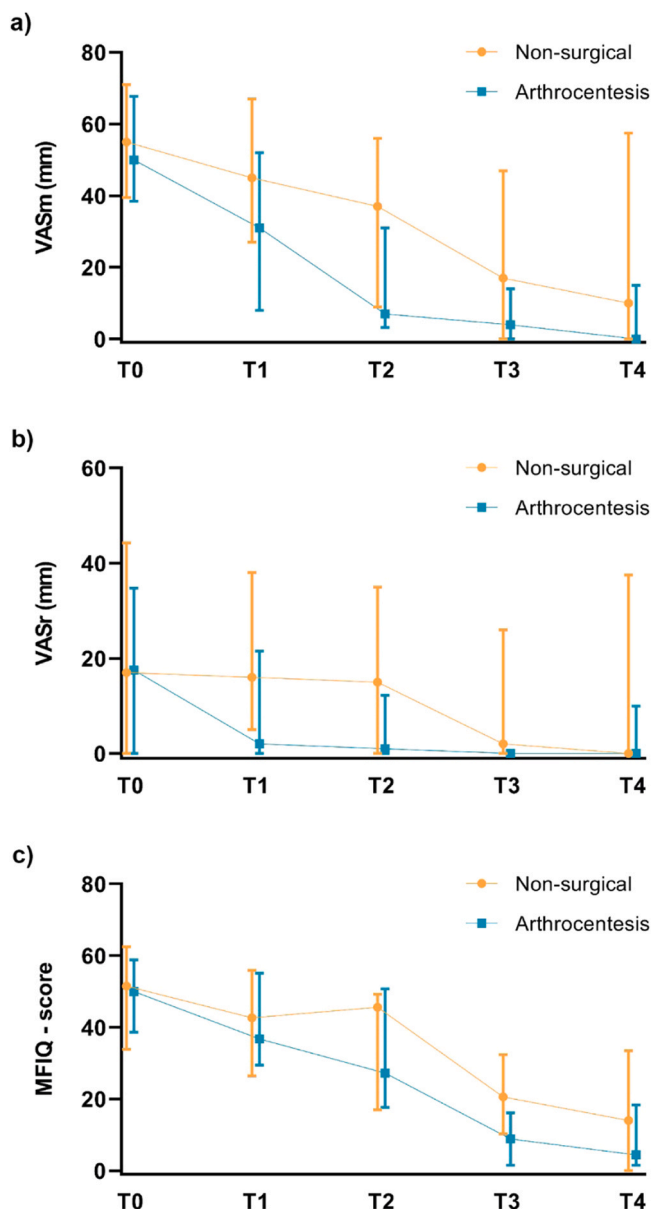 a)
80
60
40
20
0
VASm (mm)
Non-surgical
Arthrocentesis
T0 T1 T2 T3 T4
b)
60
40
20
0
VASr (mm)
Non-surgical
Arthrocentesis
T0 T1 T2 T3 T4
c)
80
60
40
20
0
MFIQ - score
Non-surgical
Arthrocentesis
T0 T1 T2 T3 T4